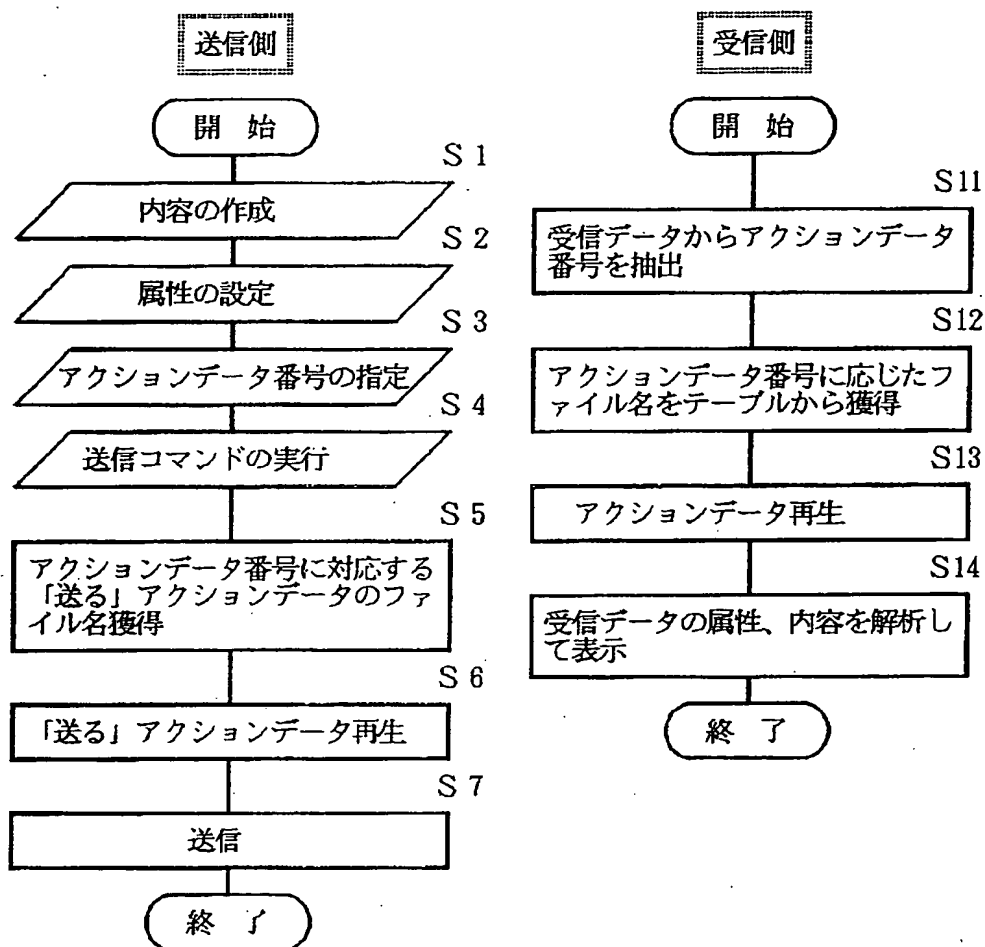 送信側
開 始
S 1
内容の作成
S 2
属性の設定
S 3
アクションデータ番号の指定
S 4
送信コマンドの実行
S 5
アクションデータ番号に対応する
「送る」アクションデータのファ
イル名獲得
S 6
「送る」アクションデータ再生
S 7
送信
終 了
受信側
開 始
S11
受信データからアクションデータ
番号を抽出
S12
アクションデータ番号に応じたフ
ァイル名をテーブルから獲得
S13
アクションデータ再生
S14
受信データの属性、内容を解析し
て表示
終 了